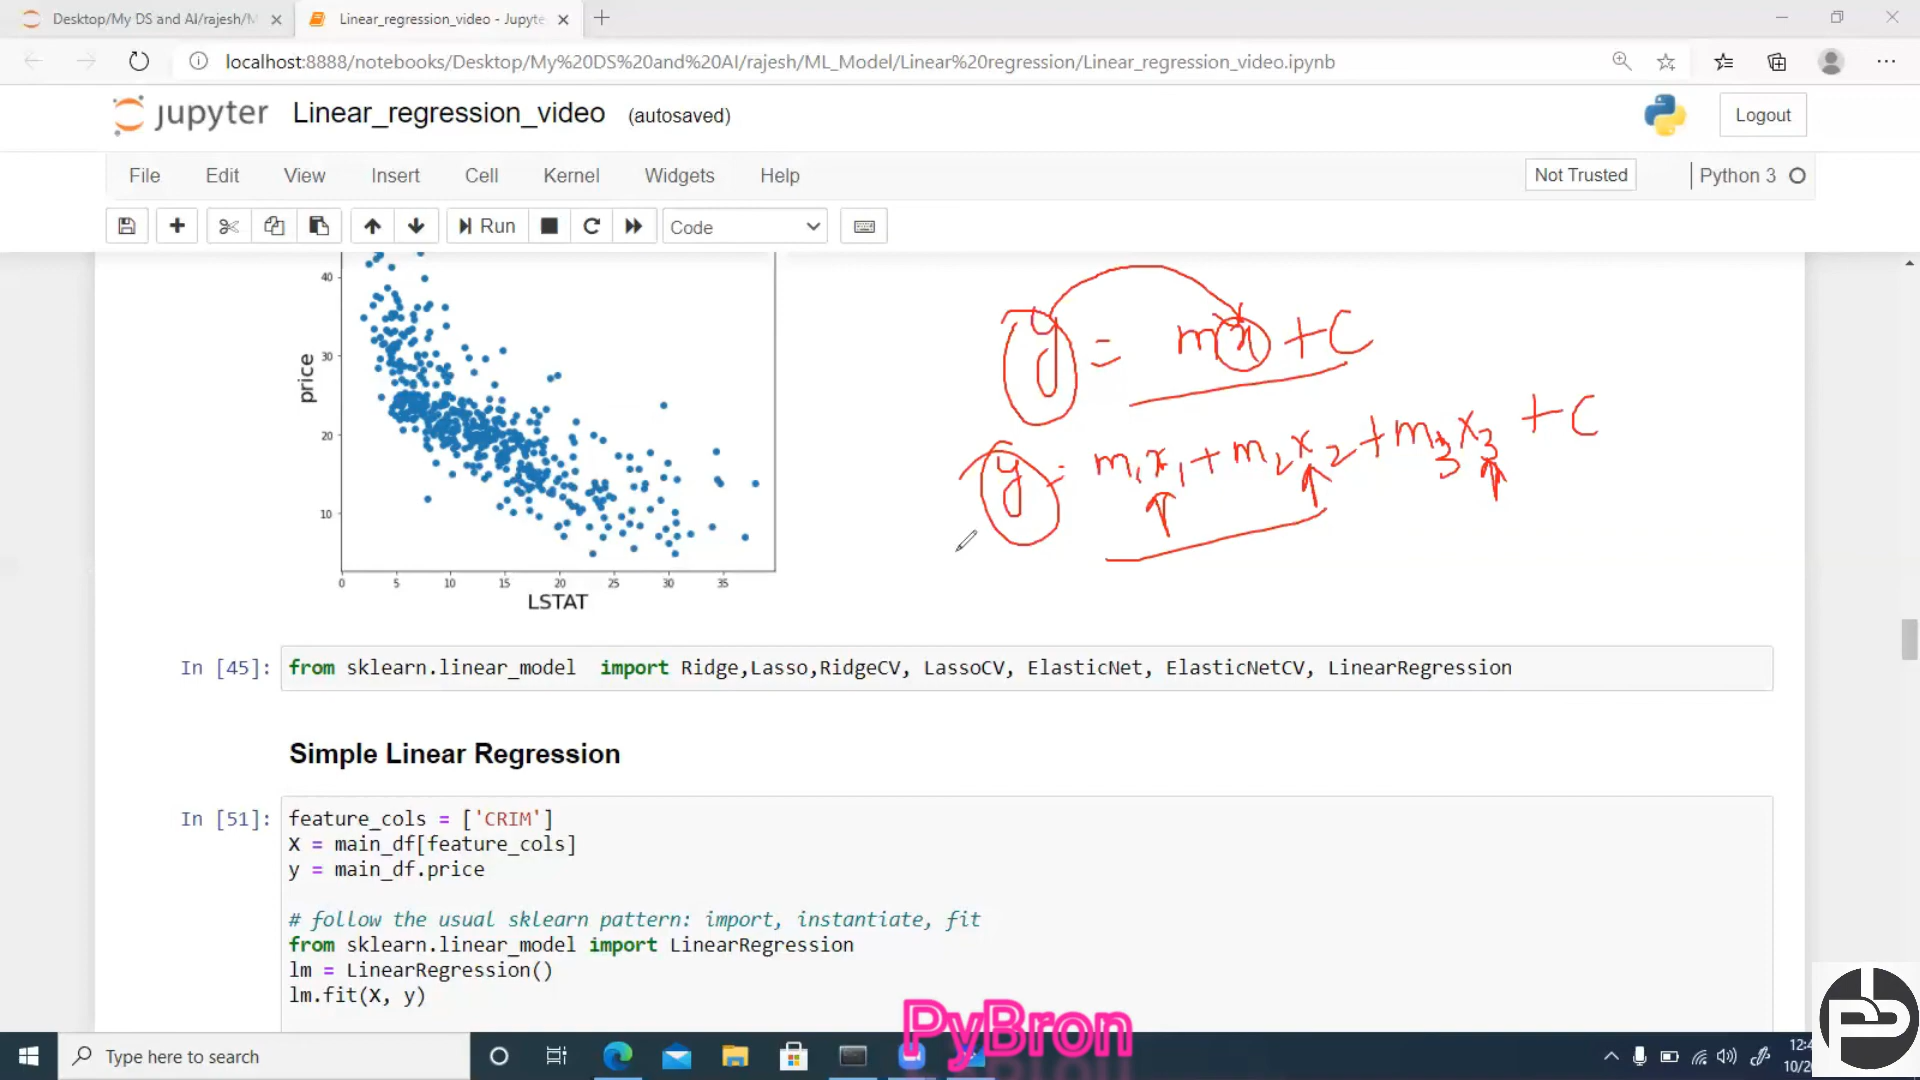 Desktop/My DS and AI/rajesh/M
Linear_regression_video - Jupyte
localhost:8888/notebooks/Desktop/My%20DS%20and%20AI/rajesh/ML_Model/Linear%20regression/Linear_regression_video.ipynb
jupyter Linear_regression_video (autosaved)
Logout
File Edit View Insert Cell Kernel Widgets Help
Not Trusted
Python 3
Run
Code
40
30
20
10
price
0 5 10 15 20 25 30 35
LSTAT
y = mx + C
y = m1x1 + m2x2 + m3x3 + C
In [45]: from sklearn.linear_model  import Ridge,Lasso,RidgeCV, LassoCV, ElasticNet, ElasticNetCV, LinearRegression
Simple Linear Regression
In [51]: feature_cols = ['CRIM']
X = main_df[feature_cols]
y = main_df.price
# follow the usual sklearn pattern: import, instantiate, fit
from sklearn.linear_model import LinearRegression
lm = LinearRegression()
lm.fit(X, y)
PyBron
Type here to search
12:4
10/2